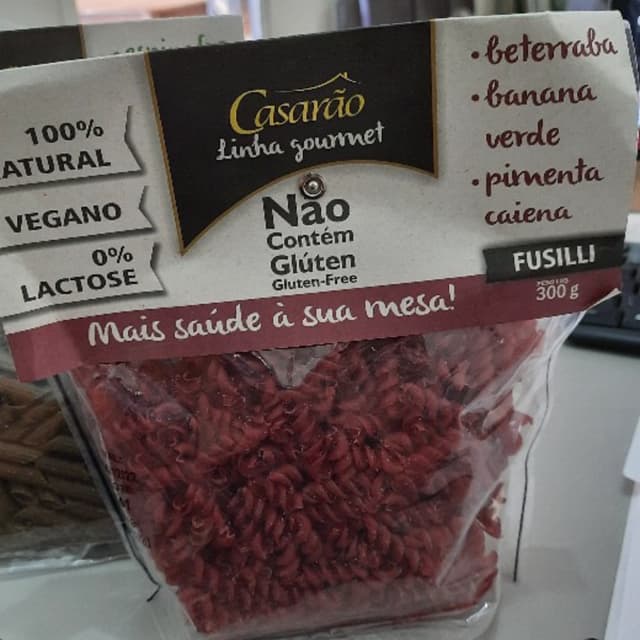 100%
ATURAL
VEGANO
0%
LACTOSE
Casarão
Linha gourmet
Não
Contém
Glúten
Gluten-Free
• beterraba
• banana
verde
• pimenta
caiena
FUSILLI
300 g
Mais saúde à sua mesa!